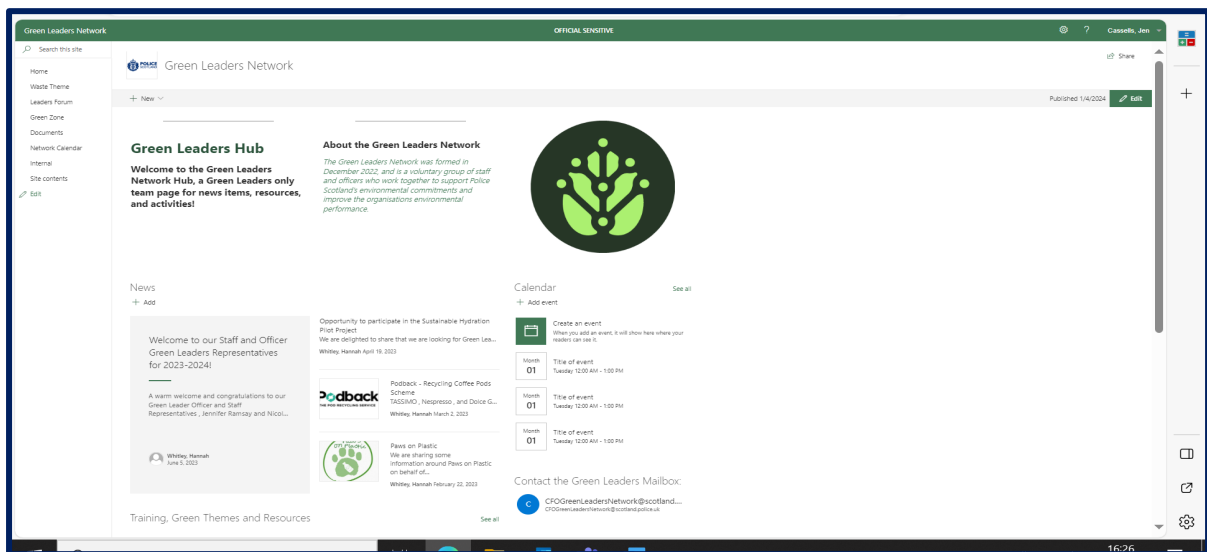 Green Leaders Network
OFFICIAL SENSITIVE
?
Cassells, Jen
Search this site
Home
Waste Theme
Leaders Forum
Green Zone
Documents
Network Calendar
Internal
Site contents
Edit
POLICE
SCOTLAND
Green Leaders Network
Share
+ New
Published 1/4/2024
Edit
Green Leaders Hub
Welcome to the Green Leaders
Network Hub, a Green Leaders only
team page for news items, resources,
and activities!
About the Green Leaders Network
The Green Leaders Network was formed in
December 2022, and is a voluntary group of staff
and officers who work together to support Police
Scotland's environmental commitments and
improve the organisations environmental
performance.
News
+ Add
Welcome to our Staff and Officer
Green Leaders Representatives
for 2023-2024!
A warm welcome and congratulations to our
Green Leader Officer and Staff
Representatives , Jennifer Ramsay and Nicol...
Whitley, Hannah
June 5, 2023
Opportunity to participate in the Sustainable Hydration
Pilot Project
We are delighted to share that we are looking for Green Lea...
Whitley, Hannah April 19, 2023
Podback
THE POD RECYCLING SERVICE
Podback - Recycling Coffee Pods
Scheme
TASSIMO , Nespresso , and Dolce G...
Whitley, Hannah March 2, 2023
Paws on Plastic
We are sharing some
information around Paws on Plastic
on behalf of...
Whitley, Hannah February 22, 2023
Calendar
See all
+ Add event
Create an event
When you add an event, it will show here where your
readers can see it.
Month
01
Title of event
Tuesday 12:00 AM - 1:00 PM
Month
01
Title of event
Tuesday 12:00 AM - 1:00 PM
Month
01
Title of event
Tuesday 12:00 AM - 1:00 PM
Contact the Green Leaders Mailbox:
C
CFOGreenLeadersNetwork@scotland....
CFOGreenLeadersNetwork@scotland.police.uk
Training, Green Themes and Resources
See all
16:26